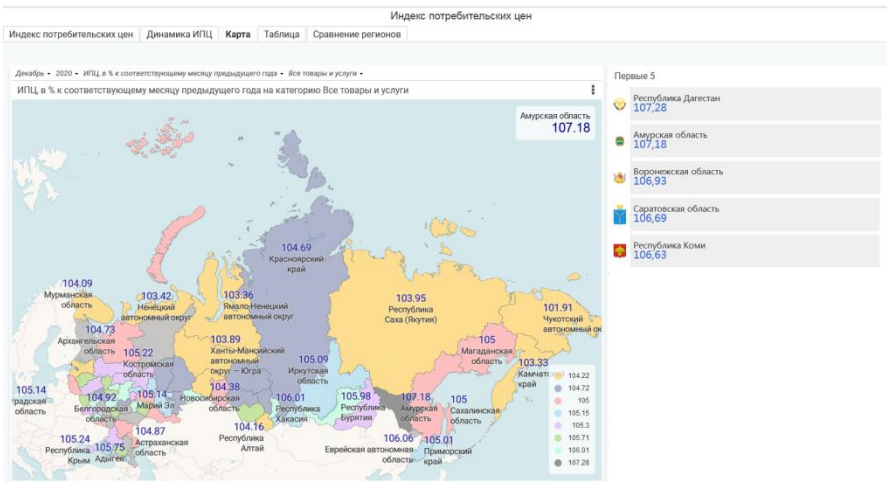 Индекс потребительских цен
Индекс потребительских цен Динамика ИПЦ Карта Таблица Сравнение регионов
Декабрь 2020 ИПЦ, в % к соответствующему месяцу предыдущего года Все товары и услуги
ИПЦ, в % к соответствующему месяцу предыдущего года на категорию Все товары и услуги
Амурская область
107.18
104.69
Красноярский
край
104.09
Мурманская
область
103.42
Ненецкий
автономный округ
103.36
Ямало-Ненецкий
автономный округ
103.95
Республика
Саха (Якутия)
101.91
Чукотский
автономный ок
104.73
Архангельская
область
105.22
Костромская
область
103.89
Ханты-Мансийский
автономный
округ — Югра
105.09
Иркутская
область
105
Магаданская
область
103.33
Камчат
край
105.14
градская
область
104.92
Белгородская
область
105.14
Марий Эл
104.38
Новосибирская
область
106.01
Республика
Хакасия
105.98
Республика
Бурятия
107.18
Амурская
область
105
Сахалинская
область
105.24
Республика
Крым
105.75
Адыгея
104.87
Астраханская
область
104.16
Республика
Алтай
106.06
Еврейская автономная
область
105.01
Приморский
край
104.22
104.72
105
105.15
105.3
105.71
106.01
107.28
Первые 5
Республика Дагестан
107,28
Амурская область
107,18
Воронежская область
106,93
Саратовская область
106,69
Республика Коми
106,63